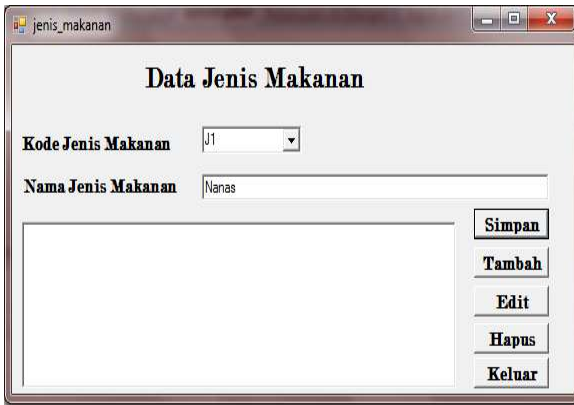 jenis_makanan
Data Jenis Makanan
Kode Jenis Makanan J1
Nama Jenis Makanan Nanas
Simpan
Tambah
Edit
Hapus
Keluar